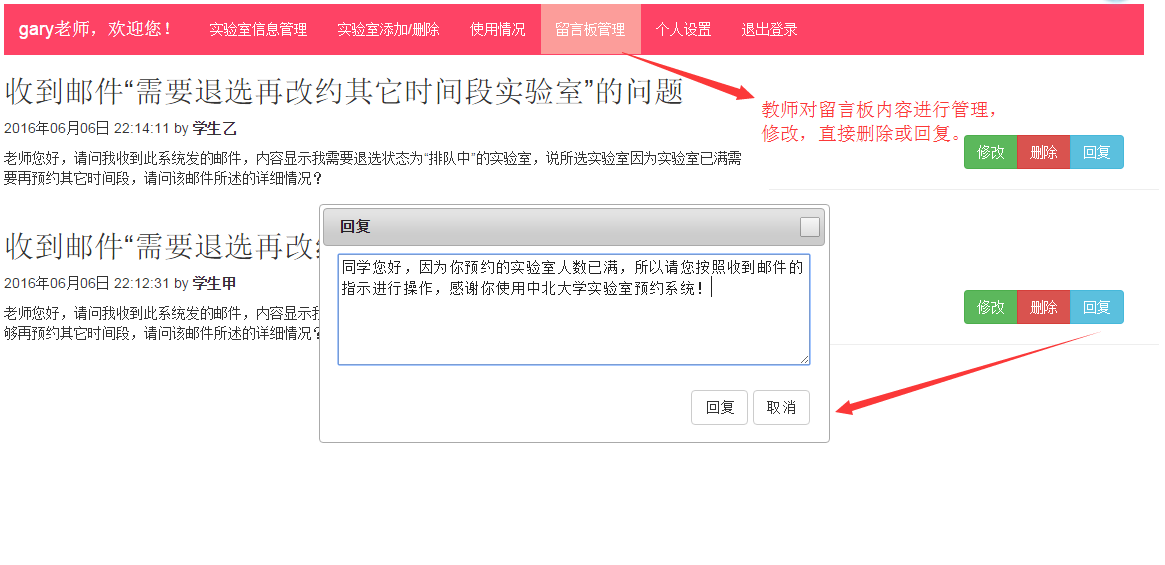 gary老师，欢迎您！ 实验室信息管理 实验室添加/删除 使用情况 留言板管理 个人设置 退出登录
收到邮件“需要退选再改约其它时间段实验室”的问题
教师对留言板内容进行管理，
修改，直接删除或回复。
2016年06月06日 22:14:11 by 学生乙
修改 删除 回复
老师您好，请问我收到此系统发的邮件，内容显示我需要退选状态为“排队中”的实验室，说所选实验室因为实验室已满需
要再预约其它时间段，请问该邮件所述的详细情况？
收到邮件“需要退选再改
2016年06月06日 22:12:31 by 学生甲
老师您好，请问我收到此系统发的邮件，内容显示
够再预约其它时间段，请问该邮件所述的详细情况？
修改 删除 回复
回复
同学您好，因为你预约的实验室人数已满，所以请您按照收到邮件的
指示进行操作，感谢你使用中北大学实验室预约系统！
回复 取消